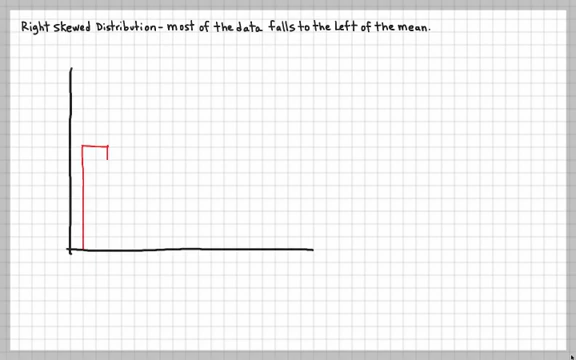 Right Skewed Distribution - most of the data falls to the Left of the mean.